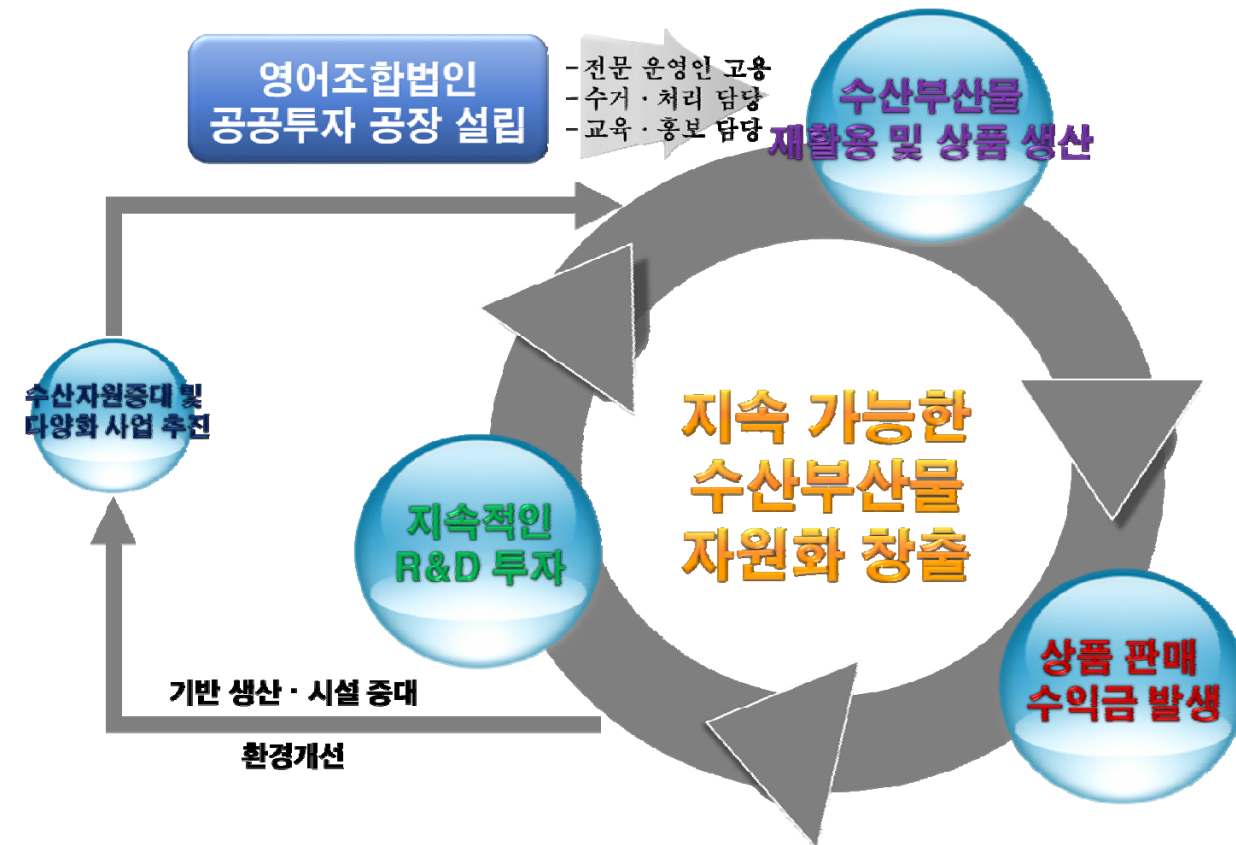 영어조합법인
공공투자 공장 설립
- 전문 운영인 고용
- 수거 · 처리 담당
- 교육 · 홍보 담당
수산부산물
재활용 및 상품 생산
수산자원증대 및
다양화 사업 추진
지속 가능한
수산부산물
자원화 창출
지속적인
R&D 투자
상품 판매
수익금 발생
기반 생산 · 시설 증대
환경개선